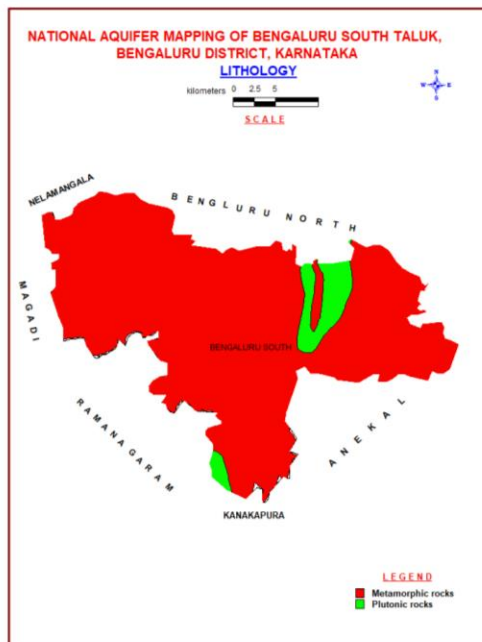 NATIONAL AQUIFER MAPPING OF BENGALURU SOUTH TALUK,
BENGALURU DISTRICT, KARNATAKA
LITHOLOGY
kilometers 0 2.5 5
SCALE
N
W E
S
NELAMANGALA
BENGLURU NORTH
MAGADI
BENGALURU SOUTH
RAMANAGARAM
ANEKAL
KANAKAPURA
LEGEND
Metamorphic rocks
Plutonic rocks